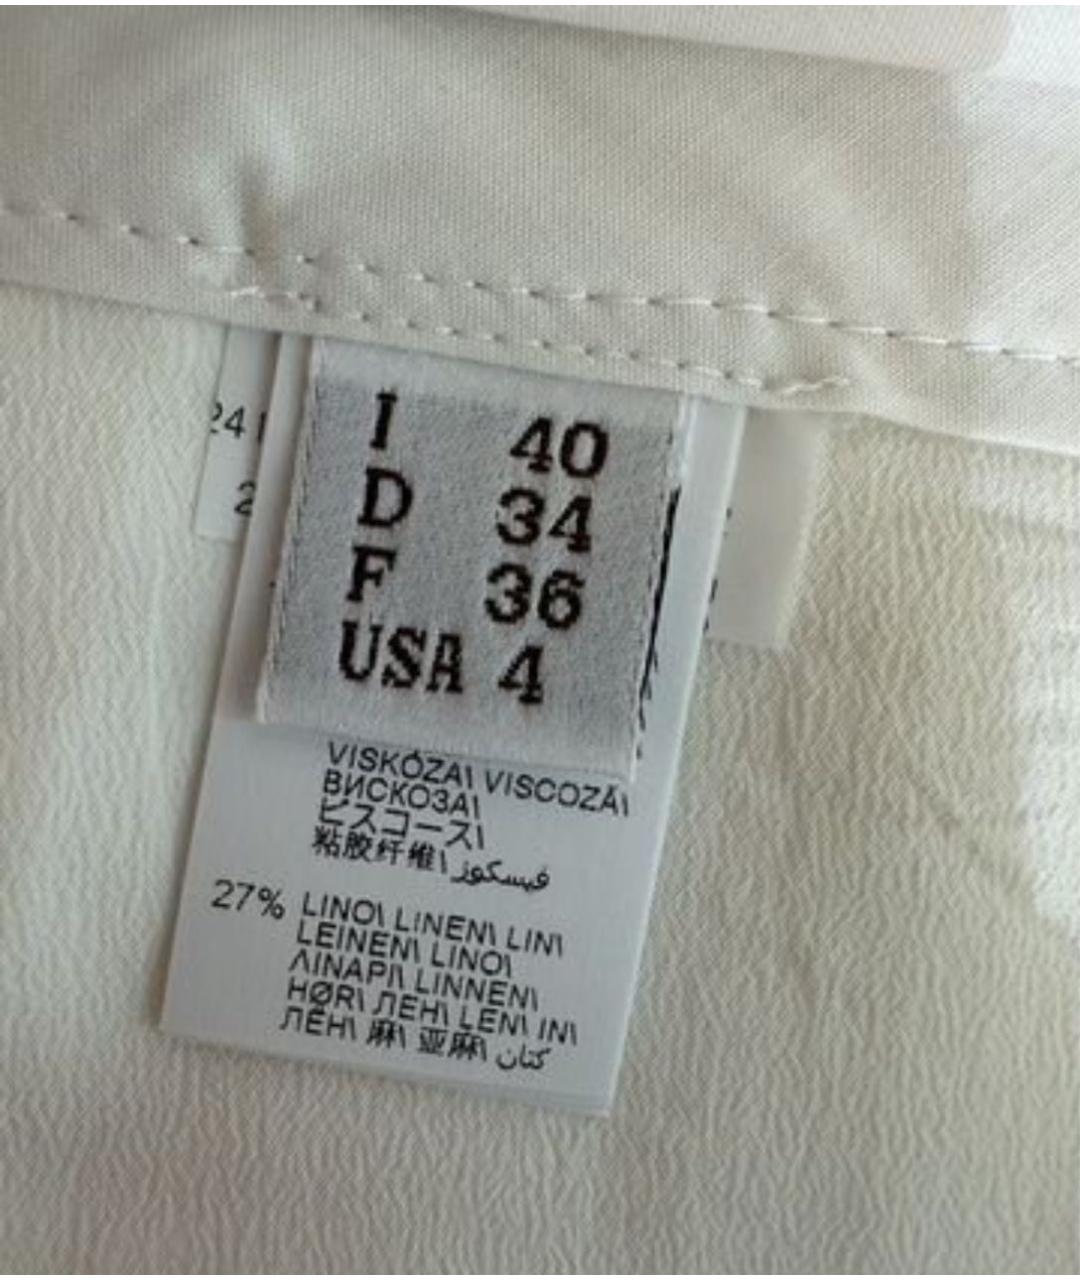 I 40
D 34
F 36
USA 4
VISKÓZA\ VISCOZĂ\
ВИСКОЗА\
ビスコース\
粘胶纤维\ فيسكوز
27% LINO\ LINEN\ LIN\
LEINEN\ LINO\
ΛΙΝΑΡΙ\ LINNEN\
HØR\ ЛЕН\ LEN\ IN\
ЛЁН\ 麻\ 亚麻\ كتان